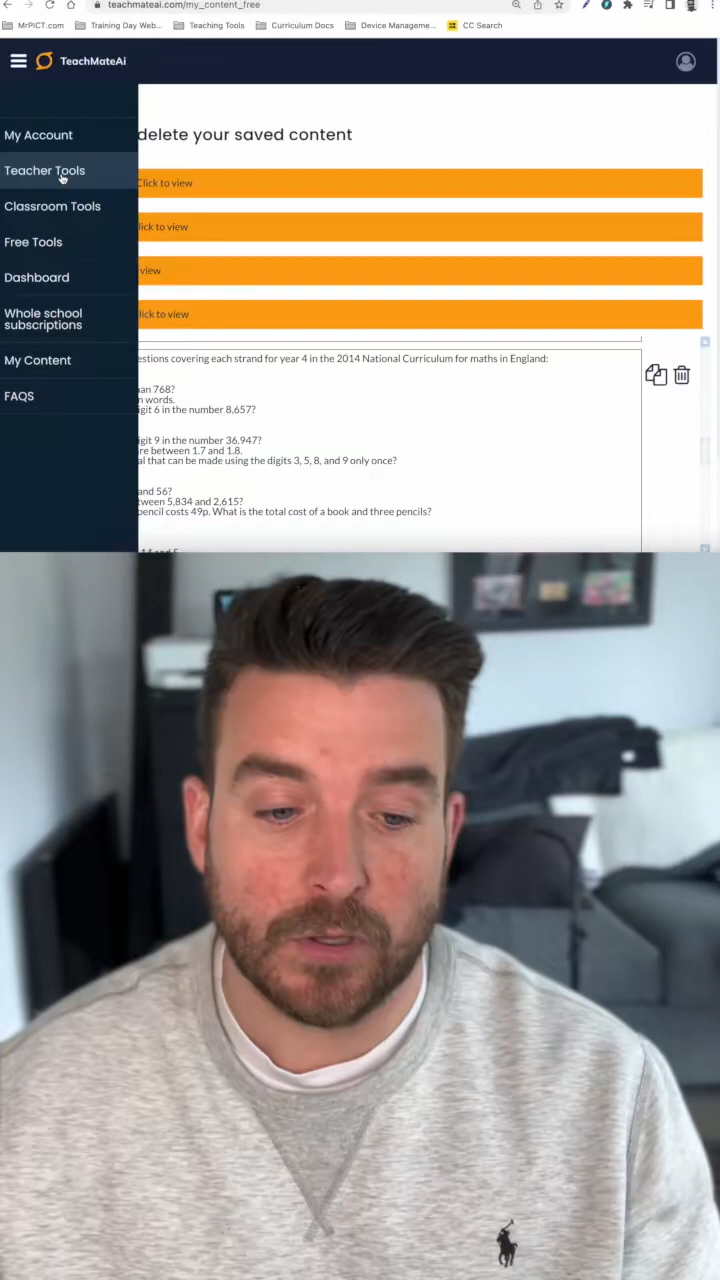 teachmateai.com/my_content_free
MrPICT.com Training Day Web... Teaching Tools Curriculum Docs Device Manageme... CC Search
TeachMateAi
My Account
Teacher Tools
Classroom Tools
Free Tools
Dashboard
Whole school
subscriptions
My Content
FAQS
delete your saved content
Click to view
lick to view
view
lick to view
estions covering each strand for year 4 in the 2014 National Curriculum for maths in England:
an 768?
n words.
igit 6 in the number 8,657?
igit 9 in the number 36.947?
re between 1.7 and 1.8.
al that can be made using the digits 3, 5, 8, and 9 only once?
and 56?
tween 5,834 and 2,615?
pencil costs 49p. What is the total cost of a book and three pencils?
14 and 5